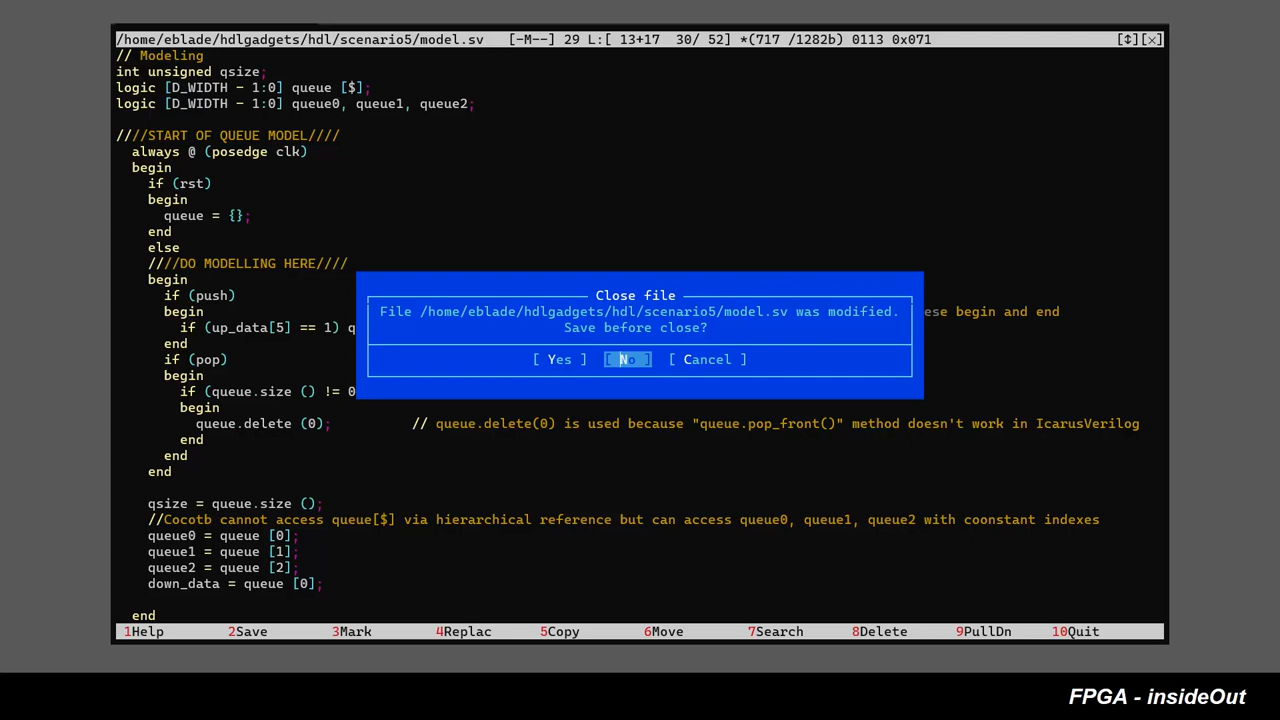 /home/eblade/hdlgadgets/hdl/scenario5/model.sv   [-M--] 29 L:[ 13+17  30/ 52] *(717 /1282b) 0113 0x071                       [↕][×]
// Modeling
int unsigned qsize;
logic [D_WIDTH - 1:0] queue [$];
logic [D_WIDTH - 1:0] queue0, queue1, queue2;
////START OF QUEUE MODEL////
always @ (posedge clk)
begin
if (rst)
begin
queue = {};
end
else
////DO MODELLING HERE////
begin
if (push)
begin ese begin and end
if (up_data[5] == 1) q
end
if (pop)
begin
if (queue.size () != 0
begin
queue.delete (0);          // queue.delete(0) is used because "queue.pop_front()" method doesn't work in IcarusVerilog
end
end
end
Close file
File /home/eblade/hdlgadgets/hdl/scenario5/model.sv was modified.
Save before close?
[ Yes ]  [ No ]  [ Cancel ]
qsize = queue.size ();
//Cocotb cannot access queue[$] via hierarchical reference but can access queue0, queue1, queue2 with coonstant indexes
queue0 = queue [0];
queue1 = queue [1];
queue2 = queue [2];
down_data = queue [0];
end
1Help 2Save 3Mark 4Replac 5Copy 6Move 7Search 8Delete 9PullDn 10Quit
FPGA - insideOut